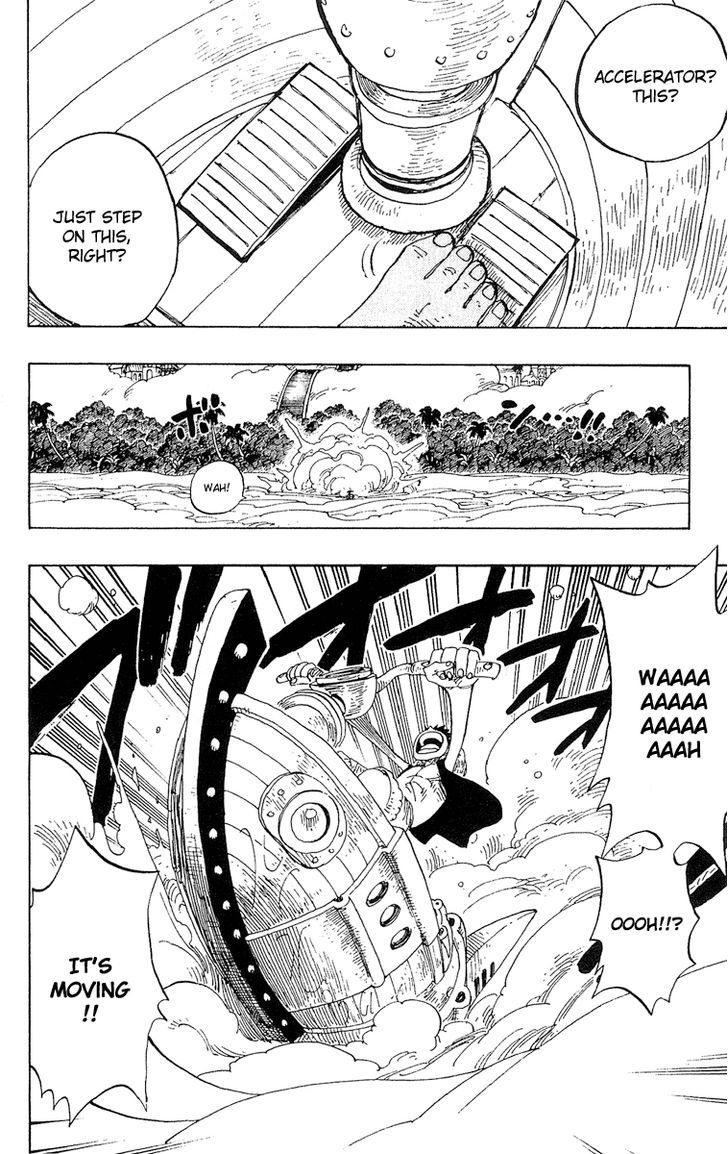 ACCELERATOR?
THIS?
JUST STEP
ON THIS,
RIGHT?
WAH!
WAAAA
AAAAA
AAAAA
AAAH
OOOH!!?
IT'S
MOVING
!!